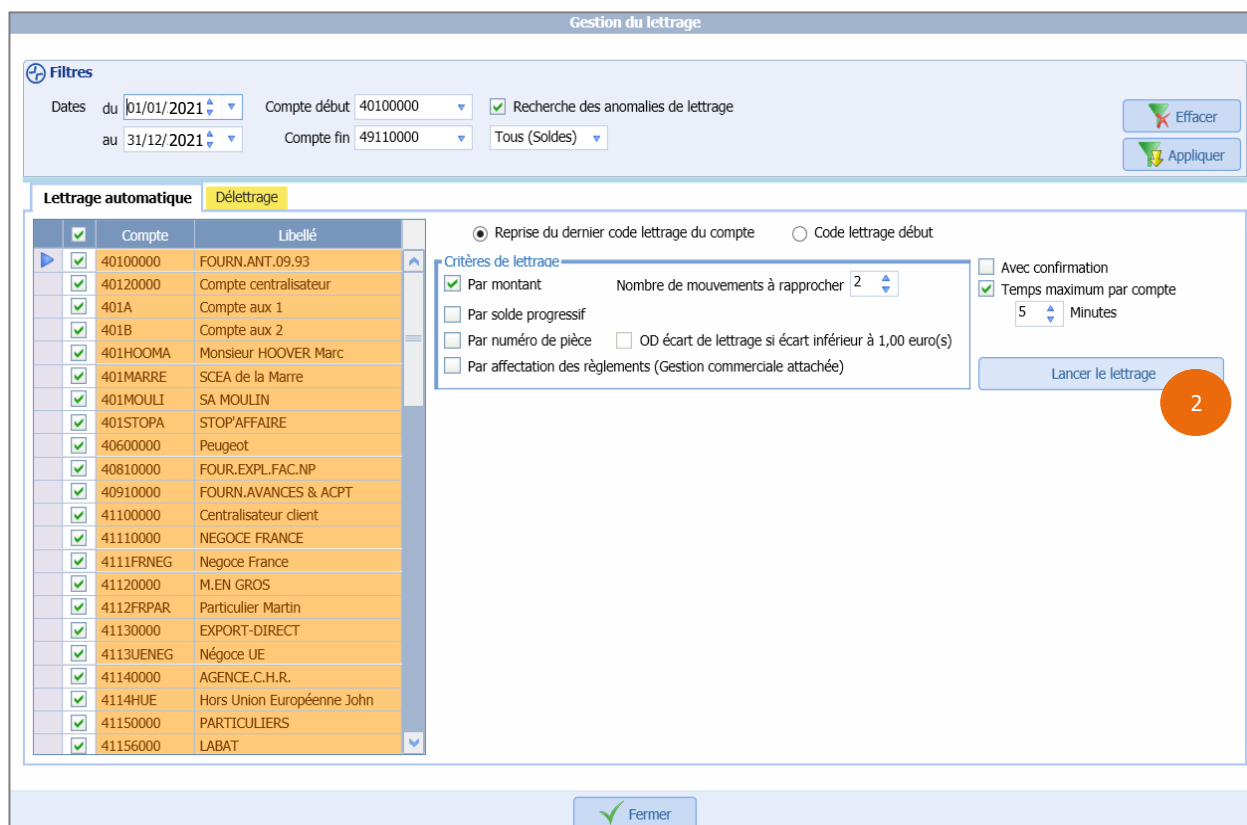 Gestion du lettrage
Filtres
Dates du 01/01/2021 Compte début 40100000 Recherche des anomalies de lettrage
Effacer
au 31/12/2021 Compte fin 49110000 Tous (Soldes)
Appliquer
Lettrage automatique Délettrage
Compte Libellé
40100000 FOURN.ANT.09.93
40120000 Compte centralisateur
401A Compte aux 1
401B Compte aux 2
401HOOMA Monsieur HOOVER Marc
401MARRE SCEA de la Marre
401MOULI SA MOULIN
401STOPA STOP'AFFAIRE
40600000 Peugeot
40810000 FOUR.EXPL.FAC.NP
40910000 FOURN.AVANCES & ACPT
41100000 Centralisateur client
41110000 NEGOCE FRANCE
4111FRNEG Negoce France
41120000 M.EN GROS
4112FRPAR Particulier Martin
41130000 EXPORT-DIRECT
4113UENEG Négoce UE
41140000 AGENCE.C.H.R.
4114HUE Hors Union Européenne John
41150000 PARTICULIERS
41156000 LABAT
Reprise du dernier code lettrage du compte Code lettrage début
Critères de lettrage
Par montant Nombre de mouvements à rapprocher 2
Par solde progressif
Par numéro de pièce OD écart de lettrage si écart inférieur à 1,00 euro(s)
Par affectation des règlements (Gestion commerciale attachée)
Avec confirmation
Temps maximum par compte
5 Minutes
Lancer le lettrage
2
Fermer